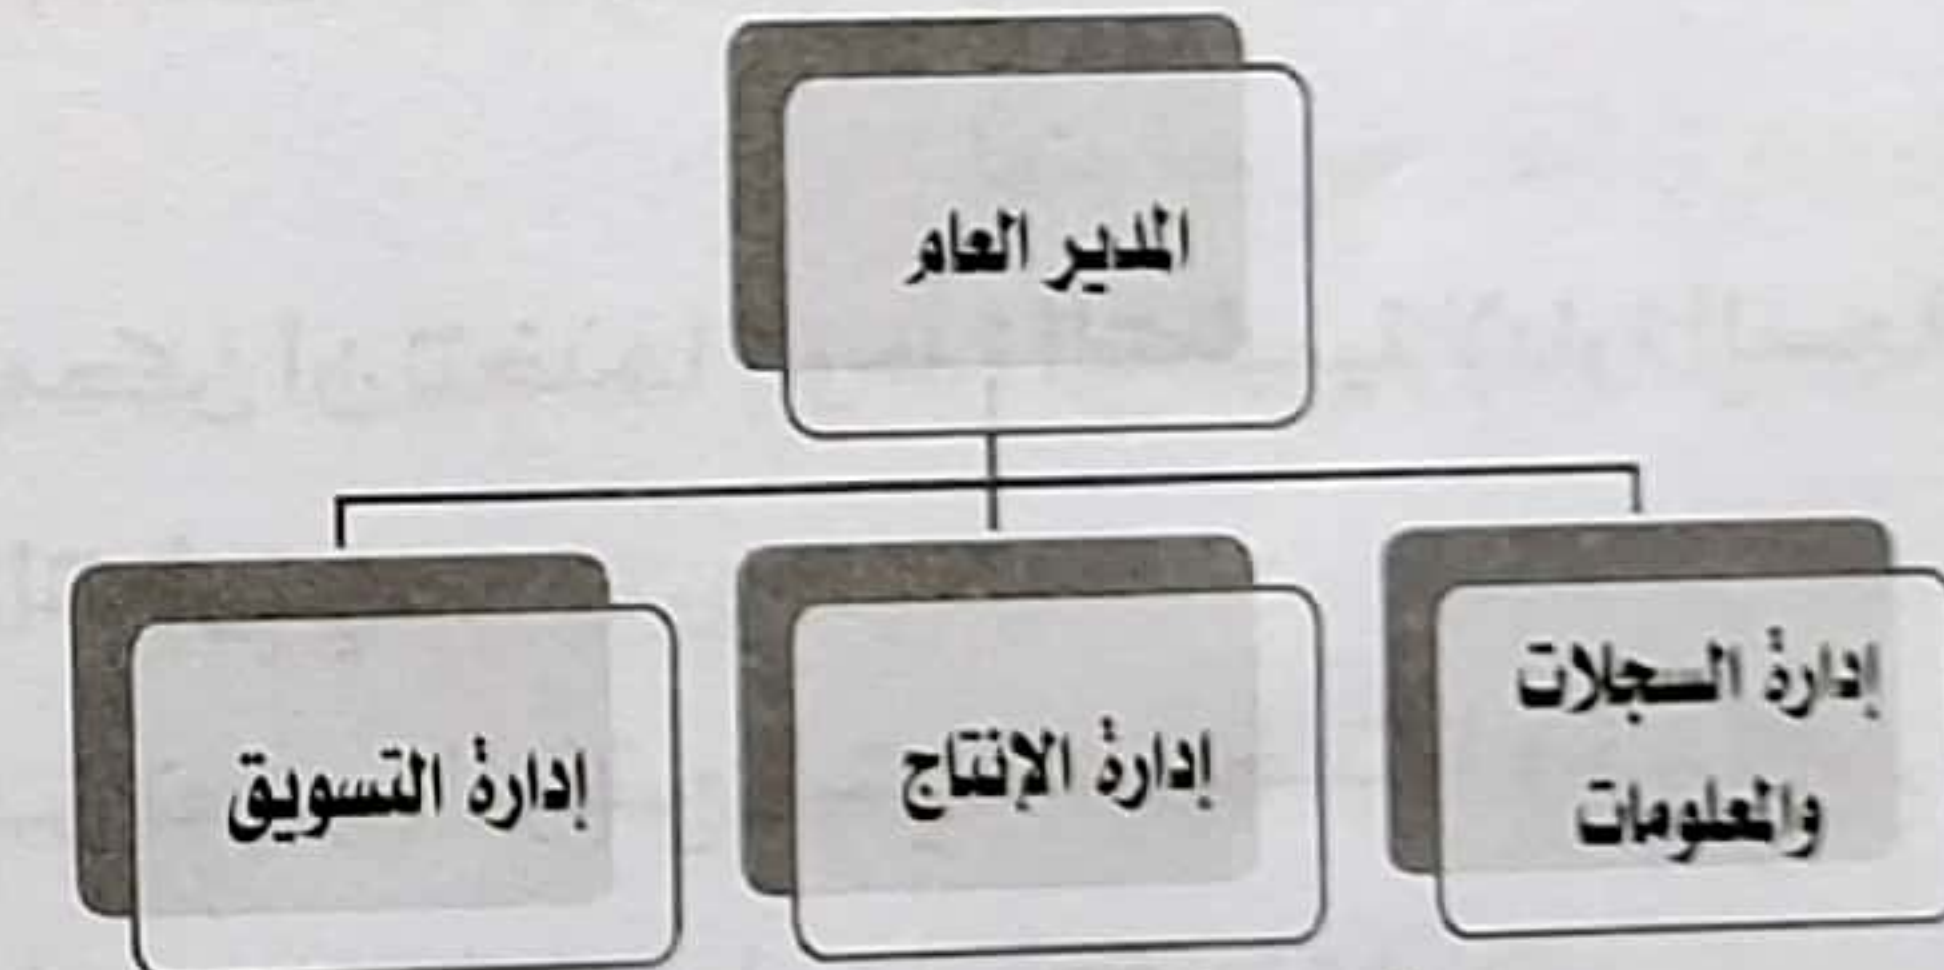 المدير العام
إدارة السجلات
والمعلومات
إدارة الإنتاج
إدارة التسويق